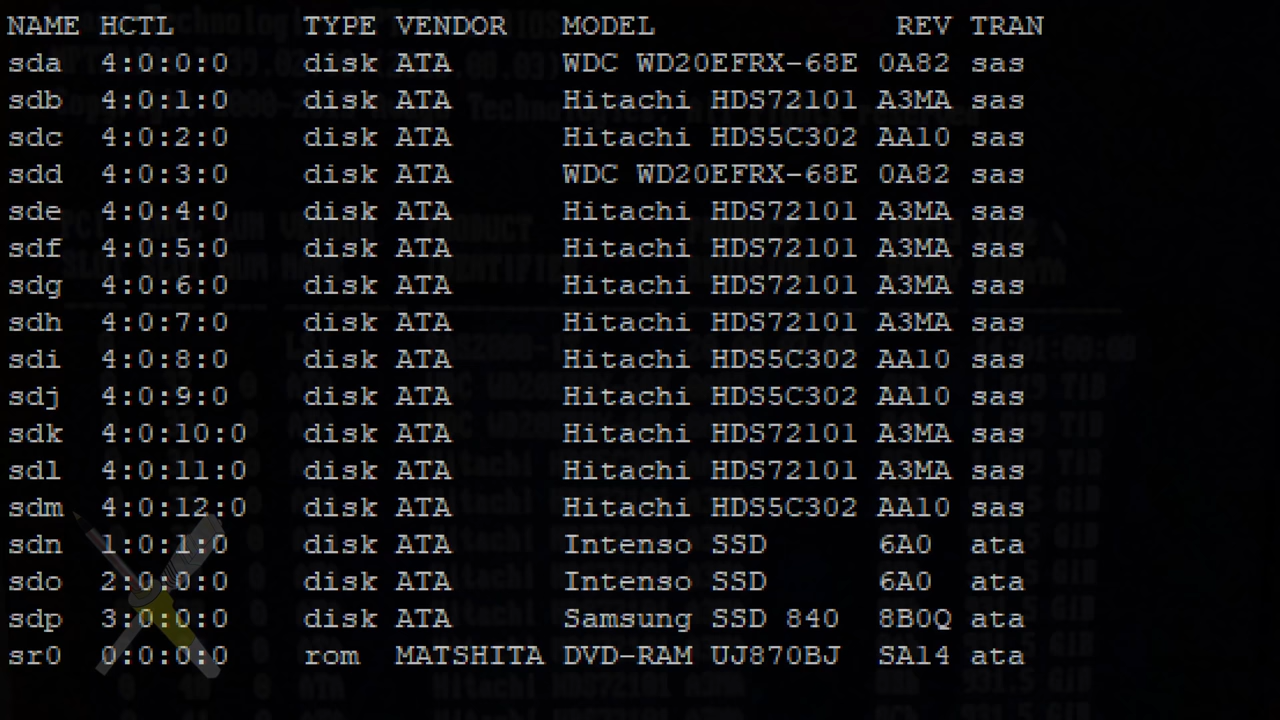 NAME HCTL TYPE VENDOR MODEL REV TRAN
sda 4:0:0:0 disk ATA WDC WD20EFRX-68E 0A82 sas
sdb 4:0:1:0 disk ATA Hitachi HDS72101 A3MA sas
sdc 4:0:2:0 disk ATA Hitachi HDS5C302 AA10 sas
sdd 4:0:3:0 disk ATA WDC WD20EFRX-68E 0A82 sas
sde 4:0:4:0 disk ATA Hitachi HDS72101 A3MA sas
sdf 4:0:5:0 disk ATA Hitachi HDS72101 A3MA sas
sdg 4:0:6:0 disk ATA Hitachi HDS72101 A3MA sas
sdh 4:0:7:0 disk ATA Hitachi HDS72101 A3MA sas
sdi 4:0:8:0 disk ATA Hitachi HDS5C302 AA10 sas
sdj 4:0:9:0 disk ATA Hitachi HDS5C302 AA10 sas
sdk 4:0:10:0 disk ATA Hitachi HDS72101 A3MA sas
sdl 4:0:11:0 disk ATA Hitachi HDS72101 A3MA sas
sdm 4:0:12:0 disk ATA Hitachi HDS5C302 AA10 sas
sdn 1:0:1:0 disk ATA Intenso SSD 6A0 ata
sdo 2:0:0:0 disk ATA Intenso SSD 6A0 ata
sdp 3:0:0:0 disk ATA Samsung SSD 840 8B0Q ata
sr0 0:0:0:0 rom MATSHITA DVD-RAM UJ870BJ SA14 ata